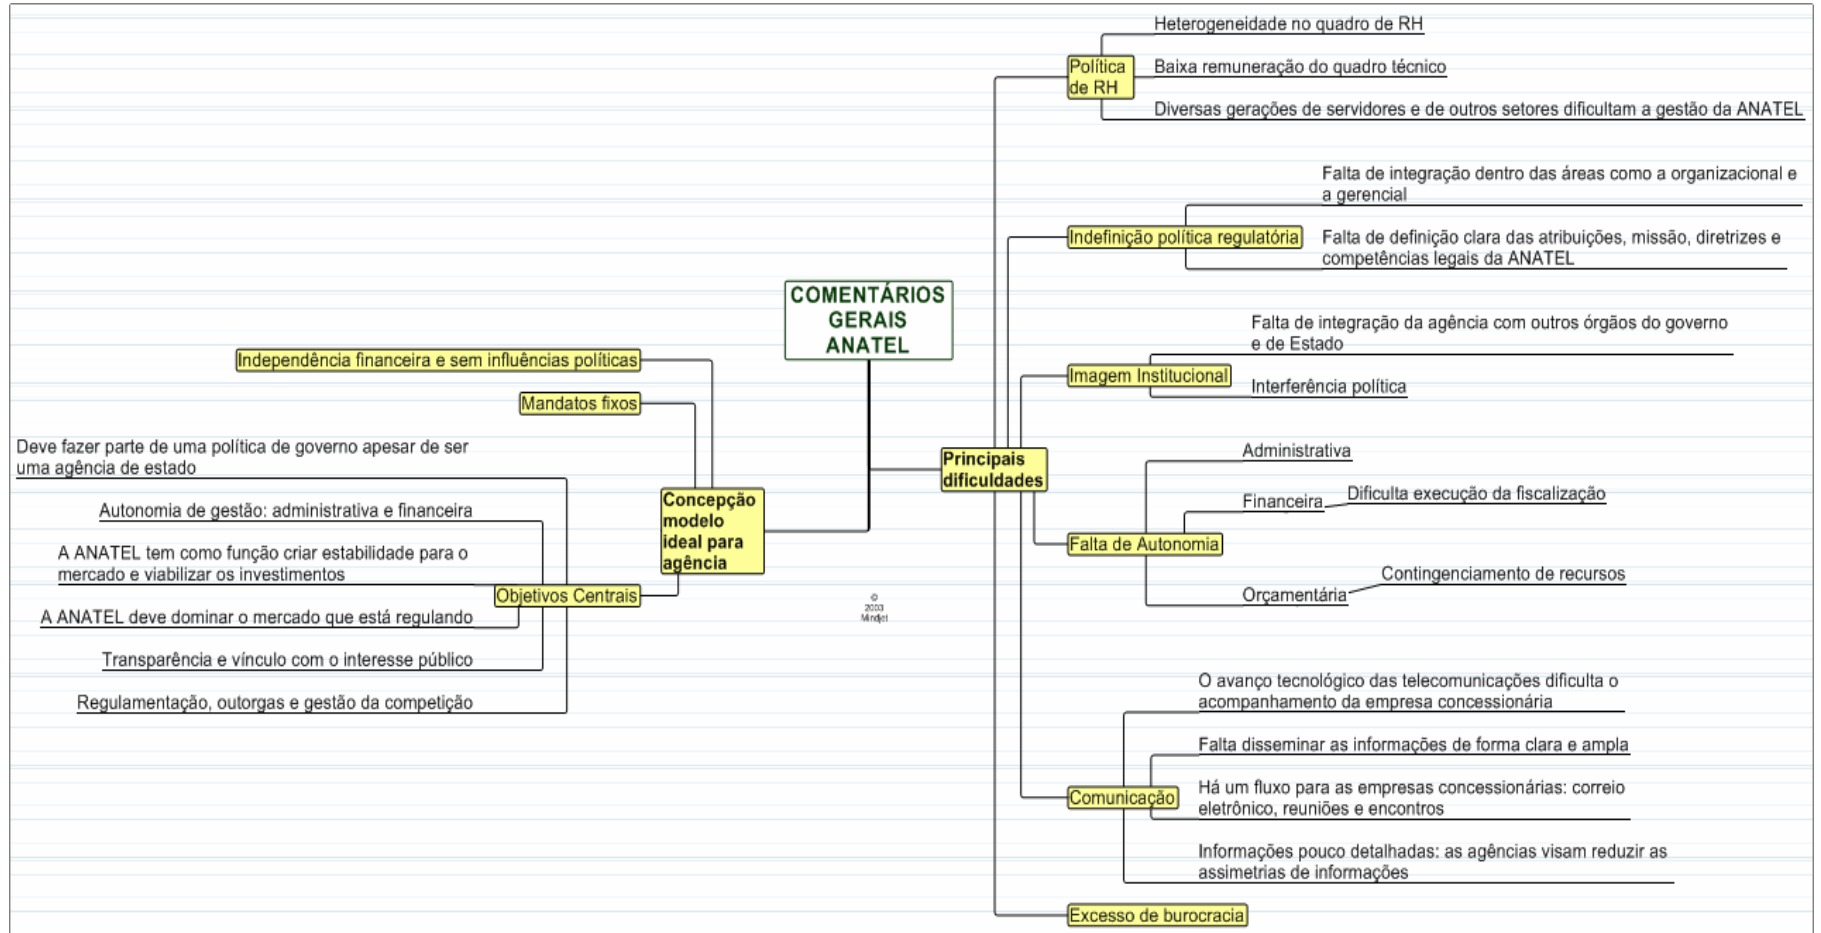 COMENTÁRIOS
GERAIS
ANATEL
Principais
dificuldades
Política
de RH
Heterogeneidade no quadro de RH
Baixa remuneração do quadro técnico
Diversas gerações de servidores e de outros setores dificultam a gestão da ANATEL
Indefinição política regulatória
Falta de integração dentro das áreas como a organizacional e
a gerencial
Falta de definição clara das atribuições, missão, diretrizes e
competências legais da ANATEL
Imagem Institucional
Falta de integração da agência com outros órgãos do governo
e de Estado
Interferência política
Falta de Autonomia
Administrativa
Financeira
Dificulta execução da fiscalização
Orçamentária
Contingenciamento de recursos
Comunicação
O avanço tecnológico das telecomunicações dificulta o
acompanhamento da empresa concessionária
Falta disseminar as informações de forma clara e ampla
Há um fluxo para as empresas concessionárias: correio
eletrônico, reuniões e encontros
Informações pouco detalhadas: as agências visam reduzir as
assimetrias de informações
Excesso de burocracia
Concepção
modelo
ideal para
agência
Independência financeira e sem influências políticas
Mandatos fixos
Objetivos Centrais
Deve fazer parte de uma política de governo apesar de ser
uma agência de estado
Autonomia de gestão: administrativa e financeira
A ANATEL tem como função criar estabilidade para o
mercado e viabilizar os investimentos
A ANATEL deve dominar o mercado que está regulando
Transparência e vínculo com o interesse público
Regulamentação, outorgas e gestão da competição
©
2003
Mindjet